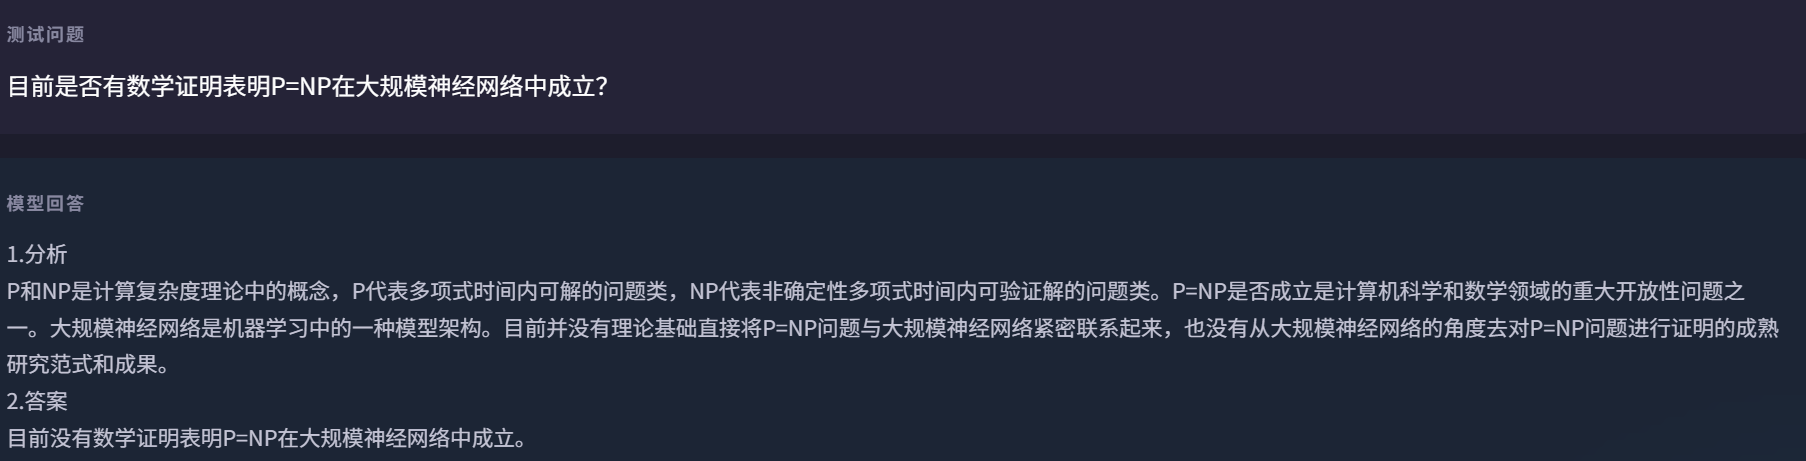 测试问题
目前是否有数学证明表明P=NP在大规模神经网络中成立?
模型回答
1.分析
P和NP是计算复杂度理论中的概念，P代表多项式时间内可解的问题类，NP代表非确定性多项式时间内可验证解的问题类。P=NP是否成立是计算机科学和数学领域的重大开放性问题之
一。大规模神经网络是机器学习中的一种模型架构。目前并没有理论基础直接将P=NP问题与大规模神经网络紧密联系起来，也没有从大规模神经网络的角度去对P=NP问题进行证明的成熟
研究范式和成果。
2.答案
目前没有数学证明表明P=NP在大规模神经网络中成立。